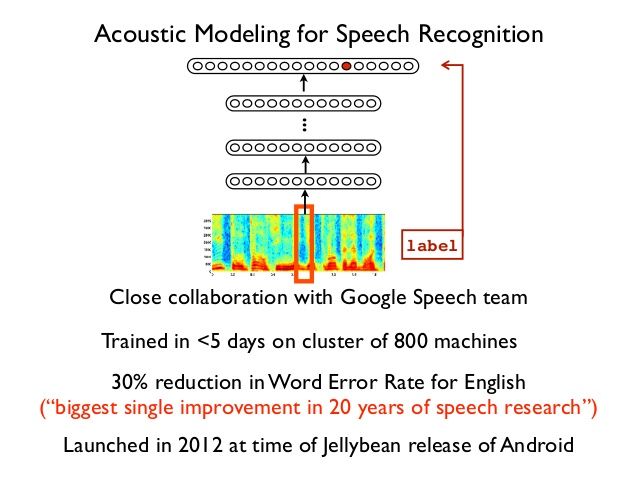 Acoustic Modeling for Speech Recognition
label
Close collaboration with Google Speech team
Trained in <5 days on cluster of 800 machines
30% reduction in Word Error Rate for English
(“biggest single improvement in 20 years of speech research”)
Launched in 2012 at time of Jellybean release of Android